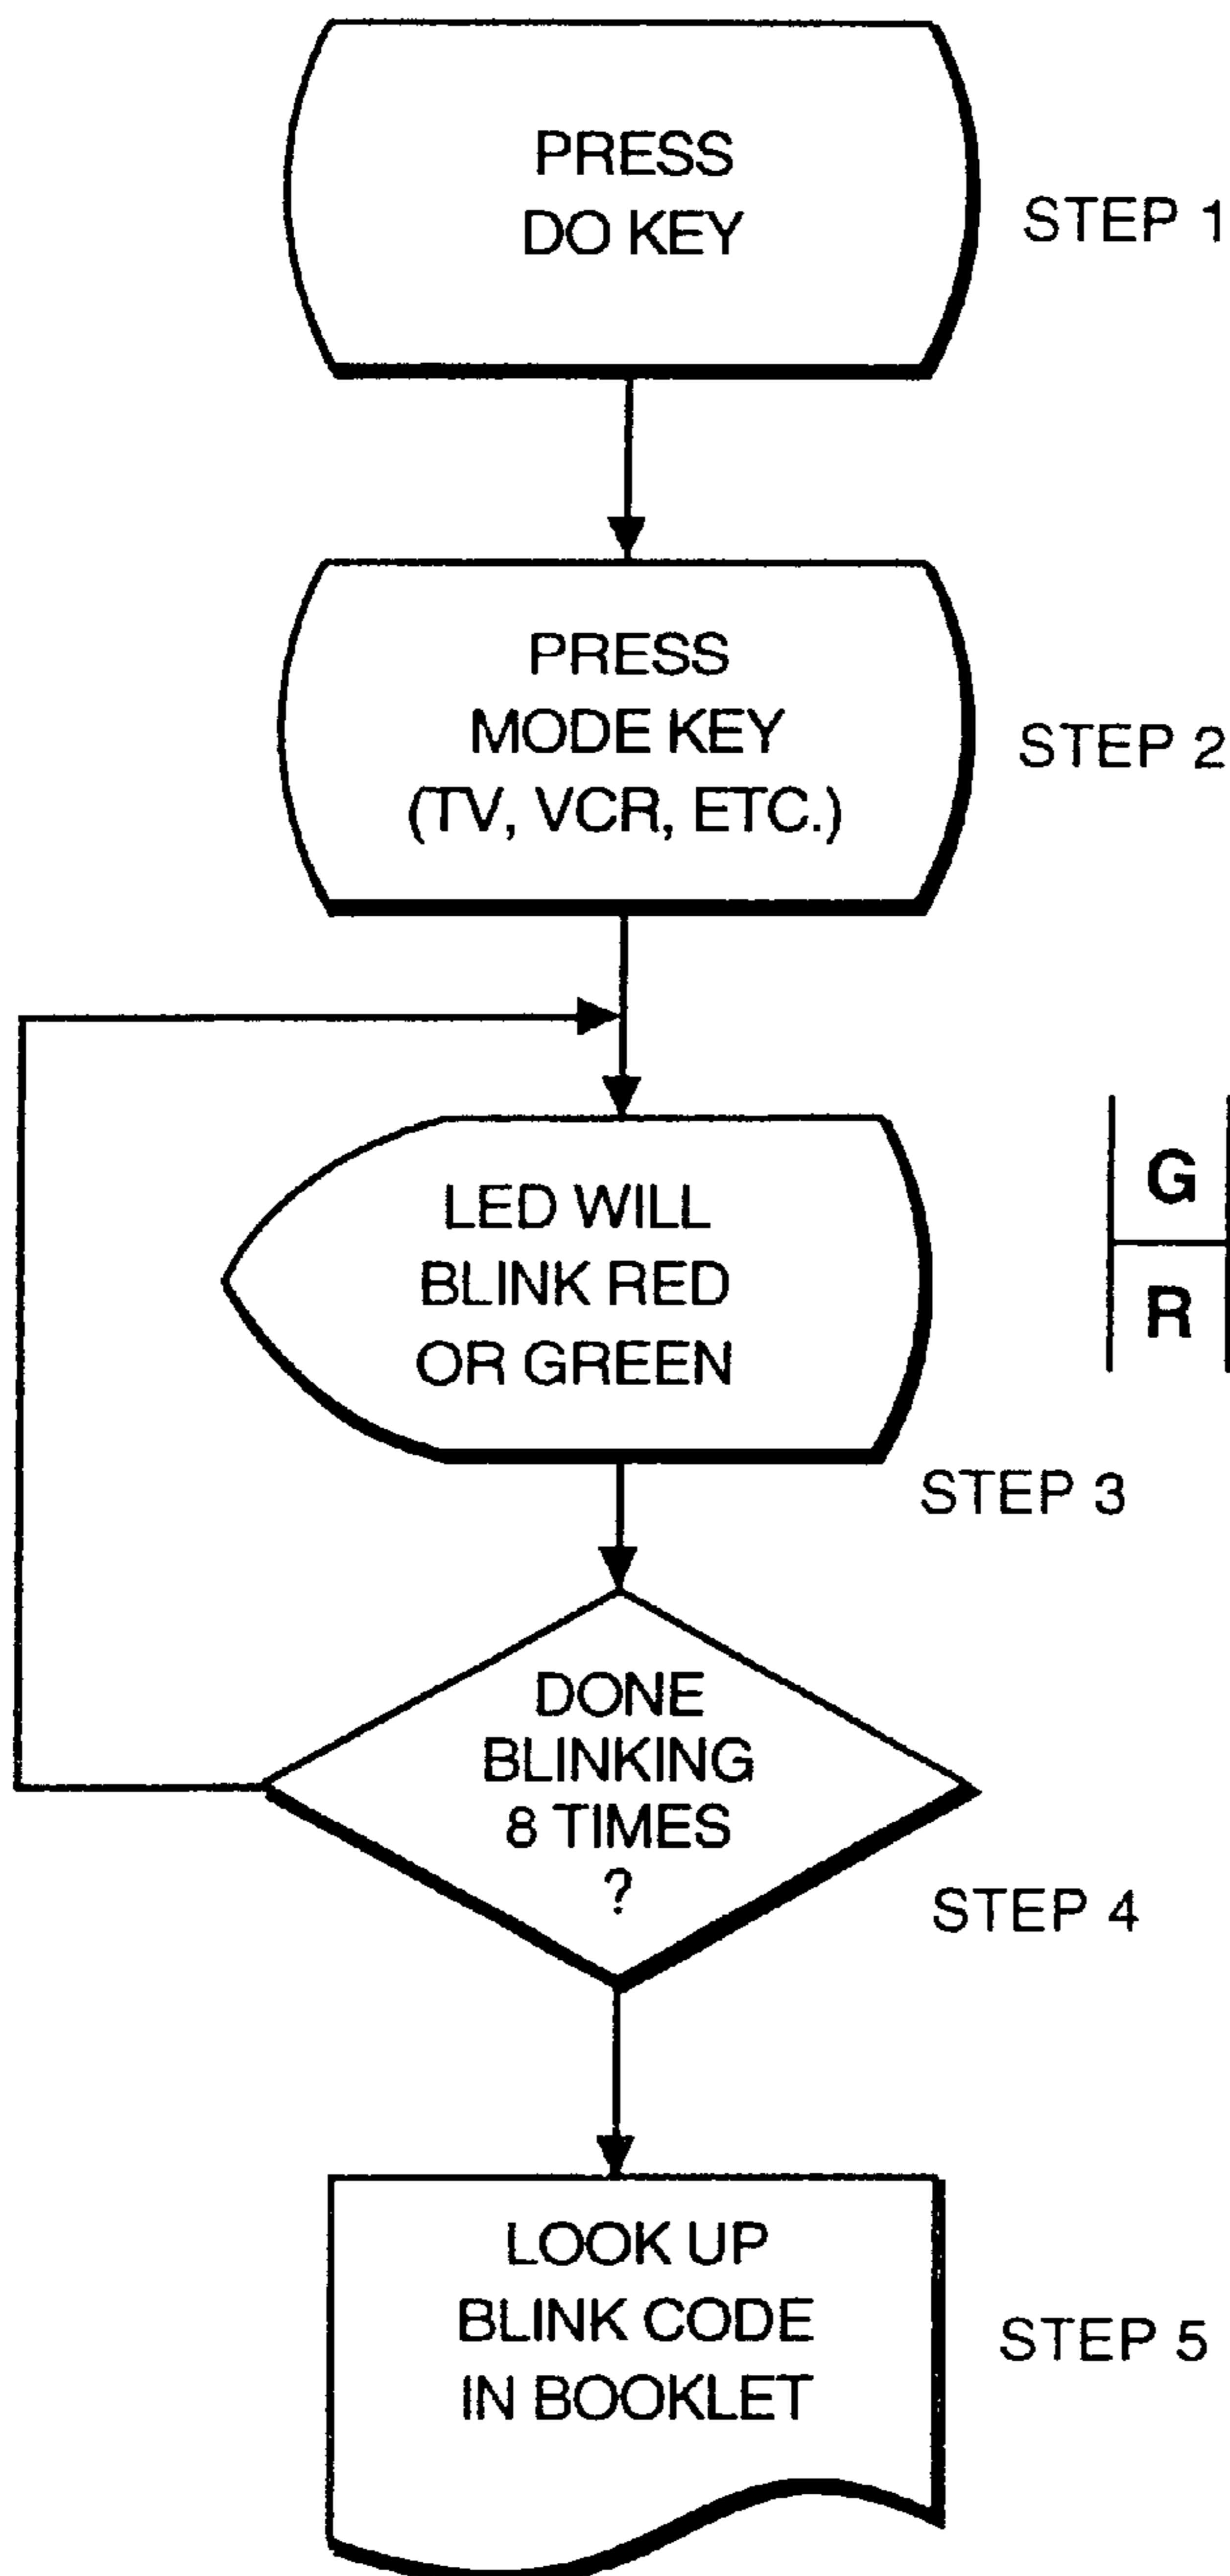 PRESS
DO KEY
STEP 1
PRESS
MODE KEY
(TV, VCR, ETC.)
STEP 2
LED WILL
BLINK RED
OR GREEN
G
R
STEP 3
DONE
BLINKING
8 TIMES
?
STEP 4
LOOK UP
BLINK CODE
IN BOOKLET
STEP 5